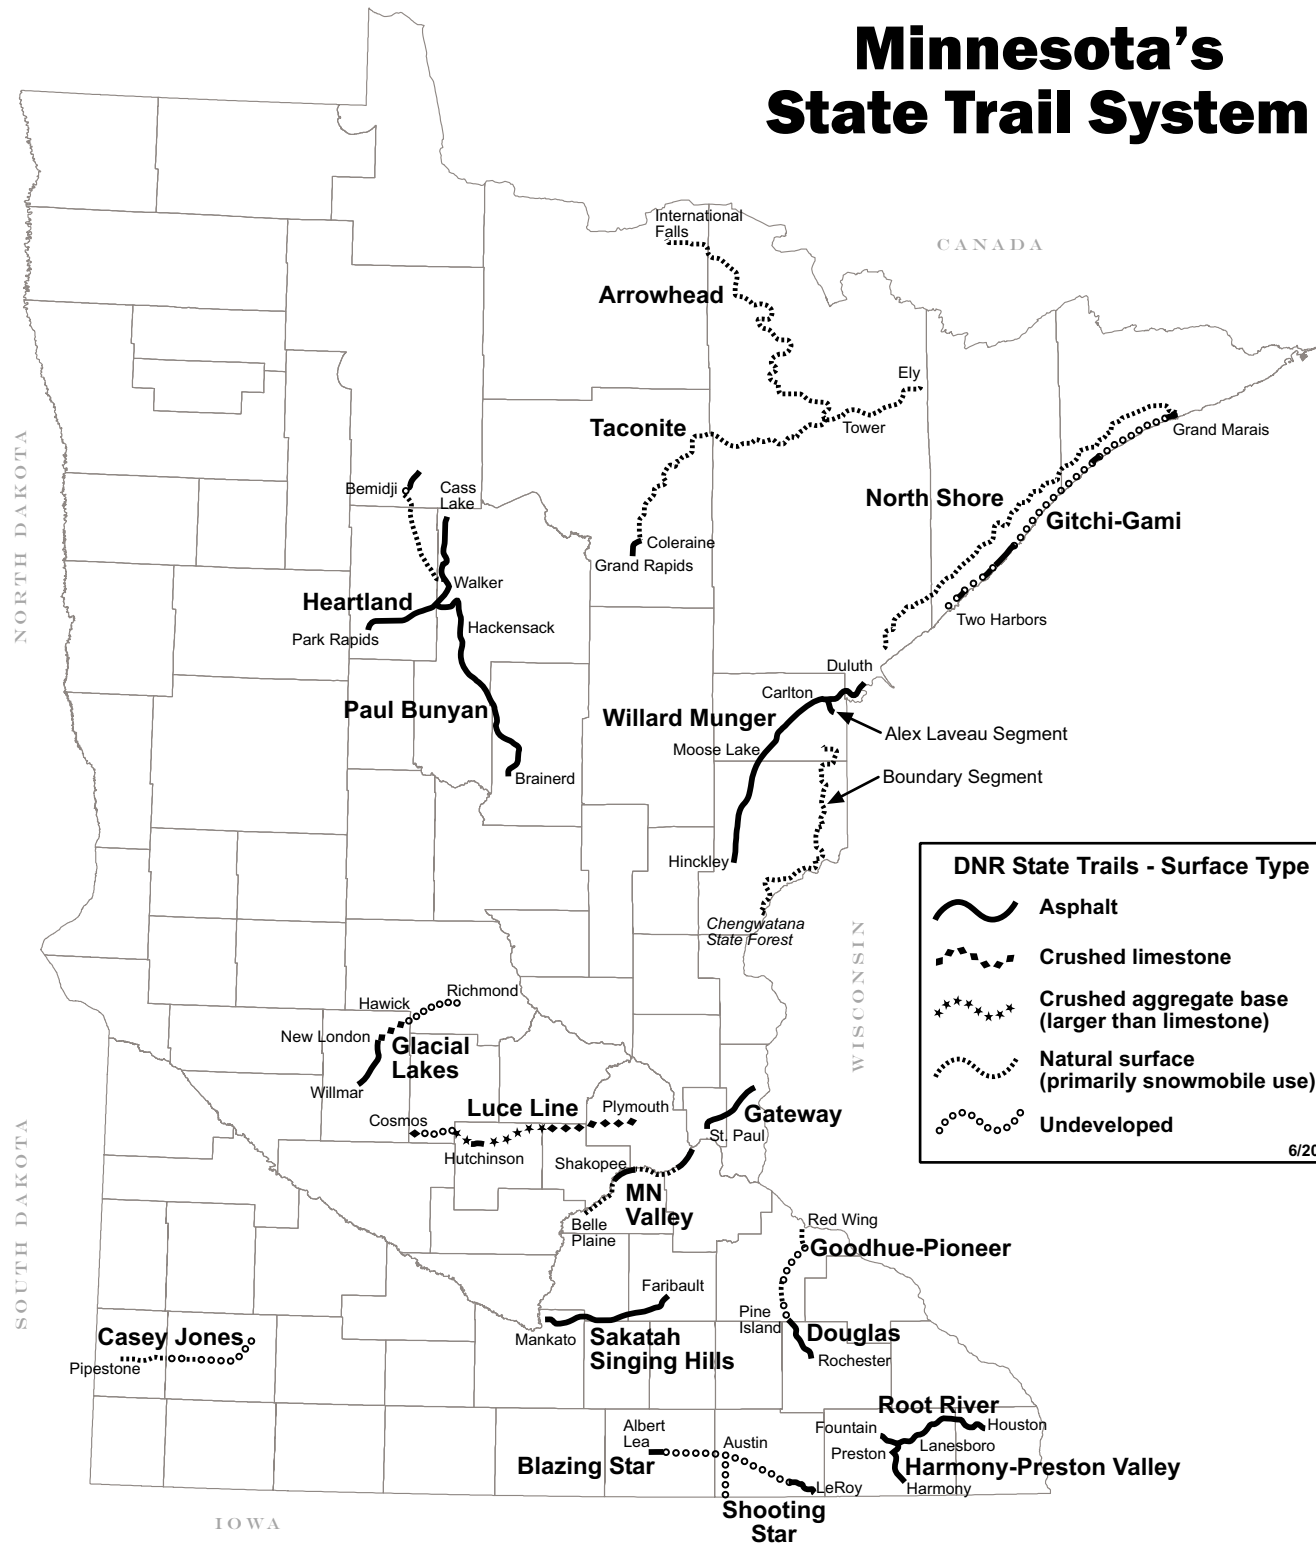 Minnesota's
State Trail System
International
Falls
CANADA
Arrowhead
Ely
Taconite
Tower
Grand Marais
NORTH DAKOTA
Bemidji
Cass
Lake
North Shore
Gitchi-Gami
Coleraine
Grand Rapids
Walker
Heartland
Park Rapids
Hackensack
Two Harbors
Duluth
Carlton
Paul Bunyan
Willard Munger
Alex Laveau Segment
Moose Lake
Boundary Segment
Brainerd
Hinckley
Chengwatana
State Forest
WISCONSIN
DNR State Trails - Surface Type
Asphalt
Crushed limestone
Crushed aggregate base
(larger than limestone)
Natural surface
(primarily snowmobile use)
Undeveloped
6/20
Richmond
Hawick
New London
Glacial
Lakes
Willmar
Luce Line
Plymouth
Cosmos
Hutchinson
Gateway
St. Paul
Shakopee
MN
Valley
Belle
Plaine
SOUTH DAKOTA
Red Wing
Goodhue-Pioneer
Faribault
Pine
Island
Douglas
Rochester
Mankato
Sakatah
Singing Hills
Casey Jones
Pipestone
Root River
Fountain
Houston
Lanesboro
Preston
Harmony-Preston Valley
Harmony
Albert
Lea
Austin
Blazing Star
LeRoy
Shooting
Star
IOWA